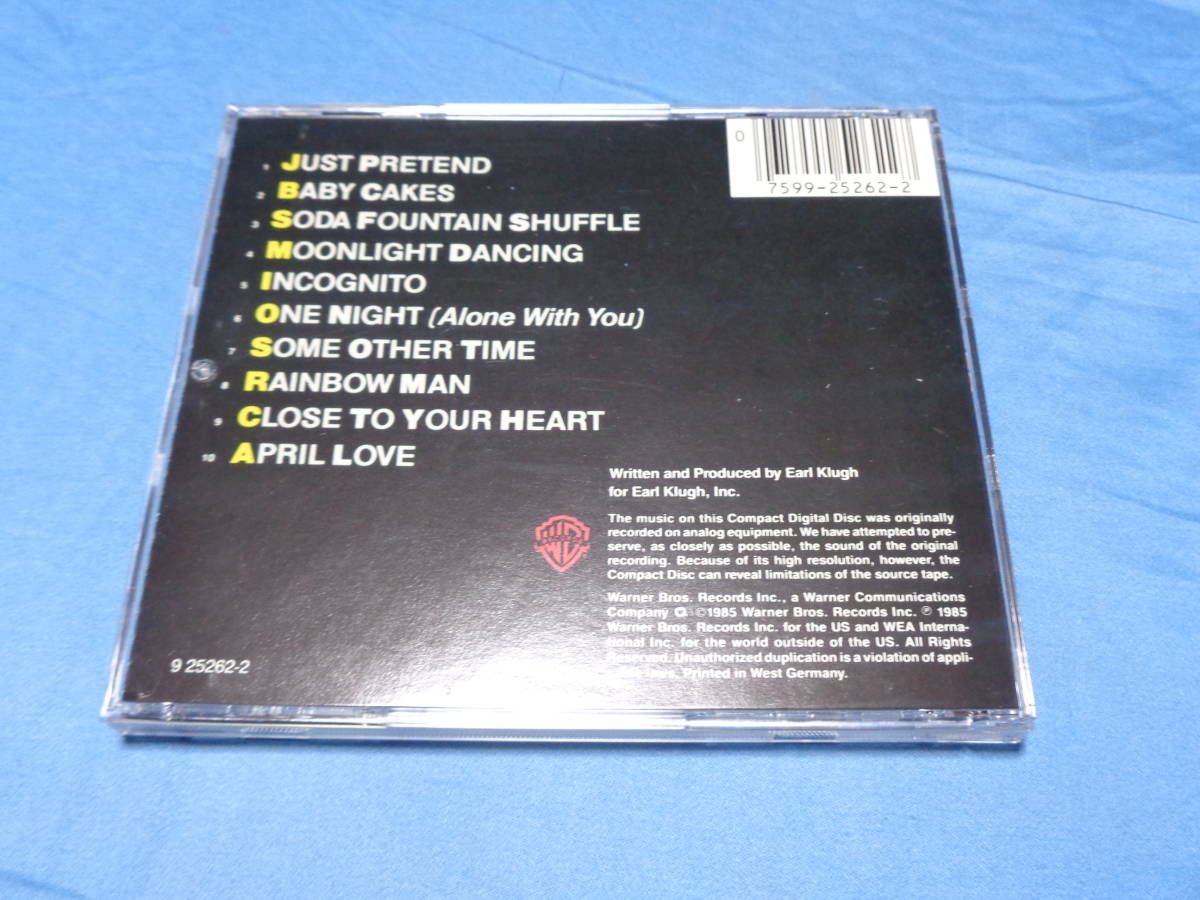 1 JUST PRETEND
2 BABY CAKES
3 SODA FOUNTAIN SHUFFLE
4 MOONLIGHT DANCING
5 INCOGNITO
6 ONE NIGHT (Alone With You)
7 SOME OTHER TIME
8 RAINBOW MAN
9 CLOSE TO YOUR HEART
10 APRIL LOVE
0
7599-25262-2
Written and Produced by Earl Klugh
for Earl Klugh, Inc.
The music on this Compact Digital Disc was originally
recorded on analog equipment. We have attempted to pre-
serve, as closely as possible, the sound of the original
recording. Because of its high resolution, however, the
Compact Disc can reveal limitations of the source tape.
Warner Bros. Records Inc., a Warner Communications
Company ©1985 Warner Bros. Records Inc. ℗ 1985
Warner Bros. Records Inc. for the US and WEA Interna-
tional Inc. for the world outside of the US. All Rights
Reserved. Unauthorized duplication is a violation of appli-
laws. Printed in West Germany.
9 25262-2